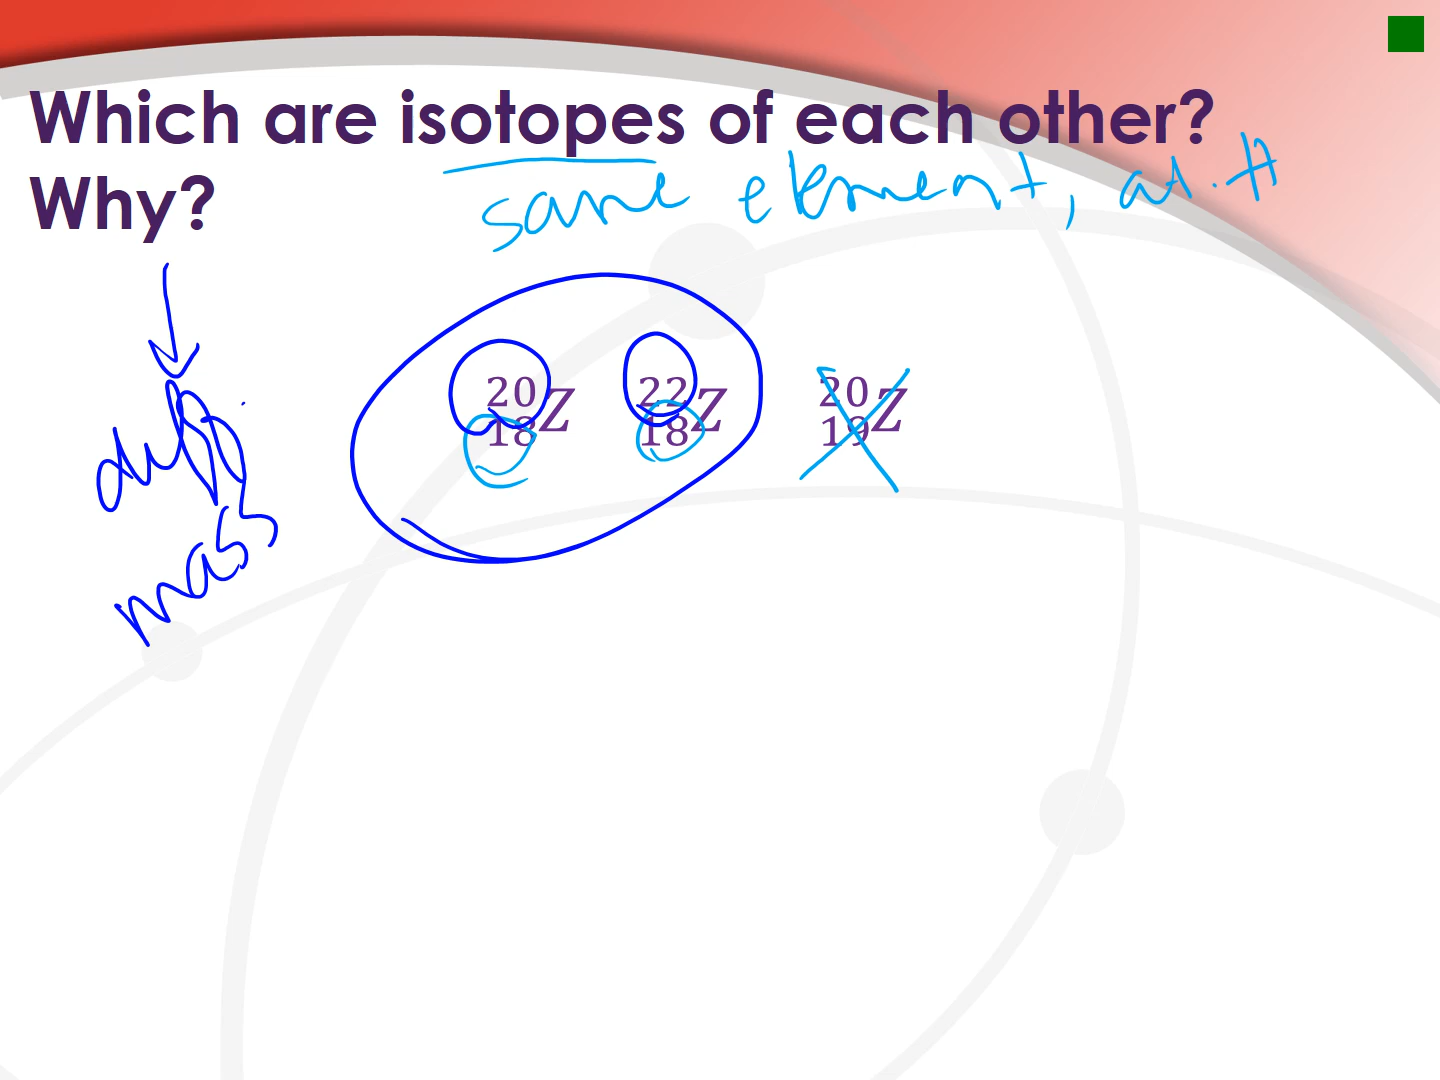 Which are isotopes of each other?
Why?
same element, at. #
20 22 20
18Z 18Z 19Z
diff.
mass